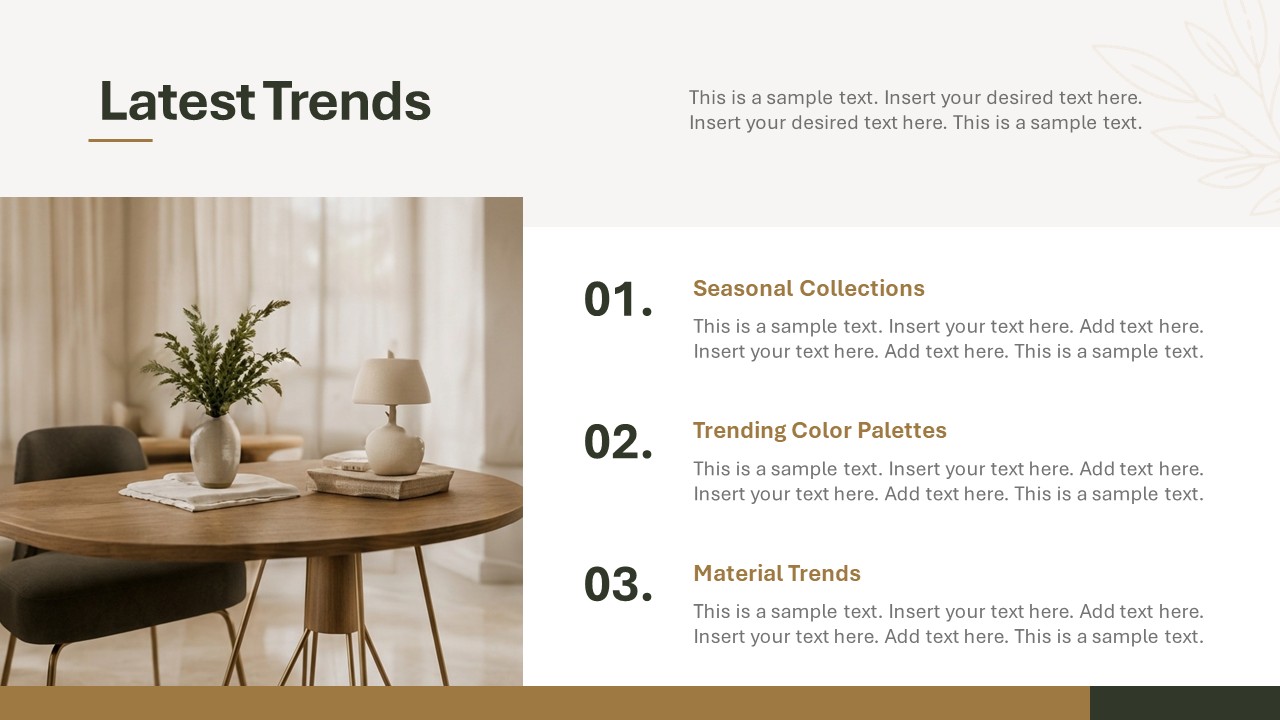 Latest Trends
This is a sample text. Insert your desired text here.
Insert your desired text here. This is a sample text.
01.
Seasonal Collections
This is a sample text. Insert your text here. Add text here.
Insert your text here. Add text here. This is a sample text.
02.
Trending Color Palettes
This is a sample text. Insert your text here. Add text here.
Insert your text here. Add text here. This is a sample text.
03.
Material Trends
This is a sample text. Insert your text here. Add text here.
Insert your text here. Add text here. This is a sample text.